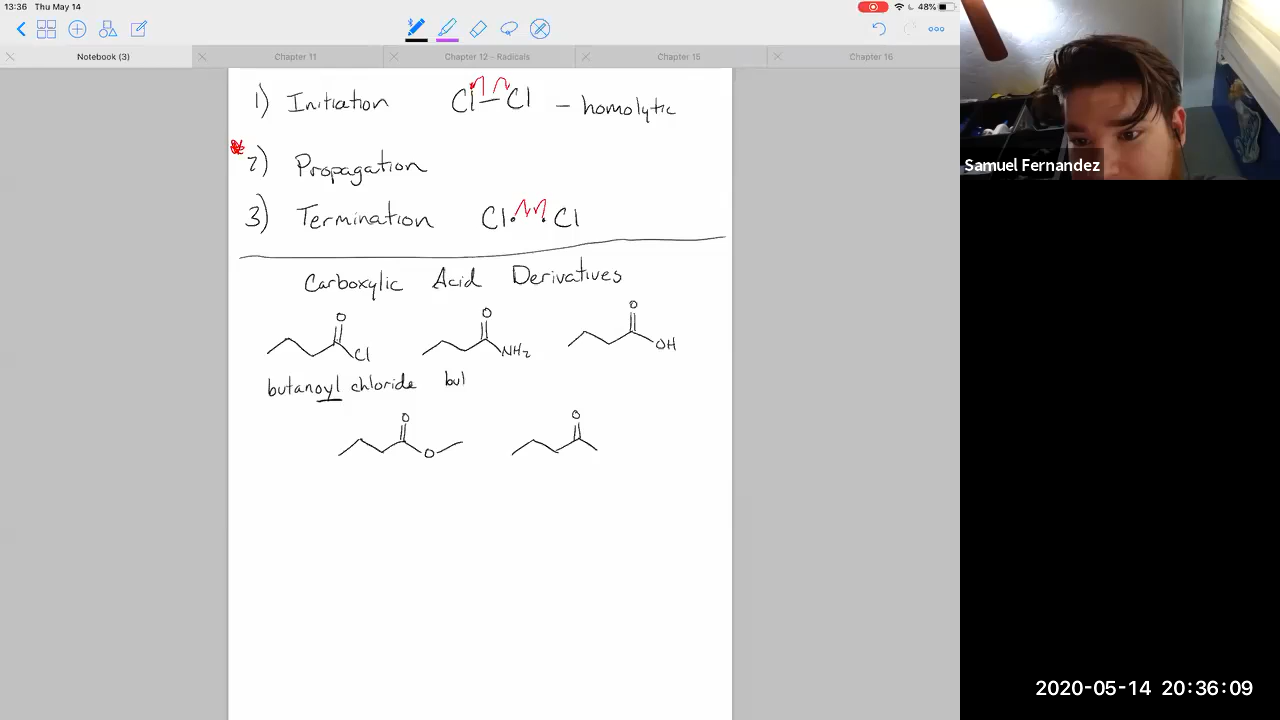 13:36 Thu May 14
48%
Notebook (3)
Chapter 11
Chapter 12 - Radicals
Chapter 15
Chapter 16
1) Initiation Cl—Cl – homolytic
2) Propagation
3) Termination Cl· ·Cl
Carboxylic Acid Derivatives
O O O
Cl NH2 OH
butanoyl chloride bul
O O
O
Samuel Fernandez
2020-05-14 20:36:09